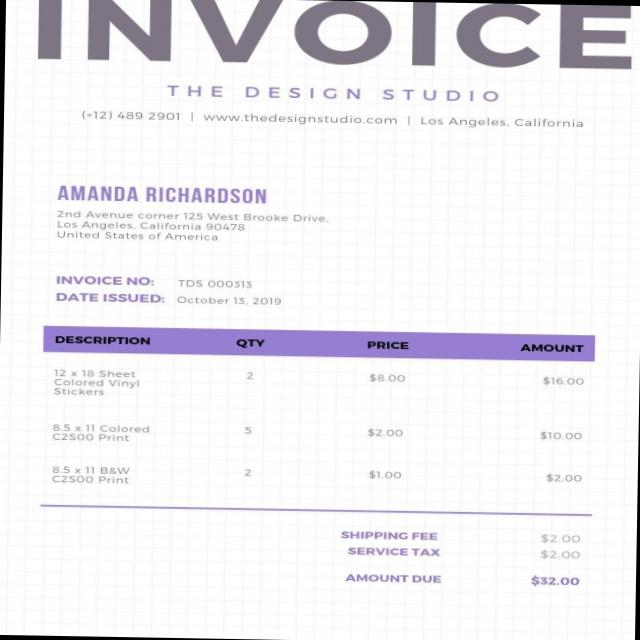 INVOICE
THE DESIGN STUDIO
(+12) 489 2901 | www.thedesignstudio.com | Los Angeles, California
AMANDA RICHARDSON
2nd Avenue corner 125 West Brooke Drive,
Los Angeles, California 90478
United States of America
INVOICE NO: TDS 000313
DATE ISSUED: October 13, 2019
DESCRIPTION QTY PRICE AMOUNT
12 x 18 Sheet 2 $8.00 $16.00
Colored Vinyl
Stickers
8.5 x 11 Colored 5 $2.00 $10.00
C2S00 Print
8.5 x 11 B&W 2 $1.00 $2.00
C2S00 Print
SHIPPING FEE $2.00
SERVICE TAX $2.00
AMOUNT DUE $32.00